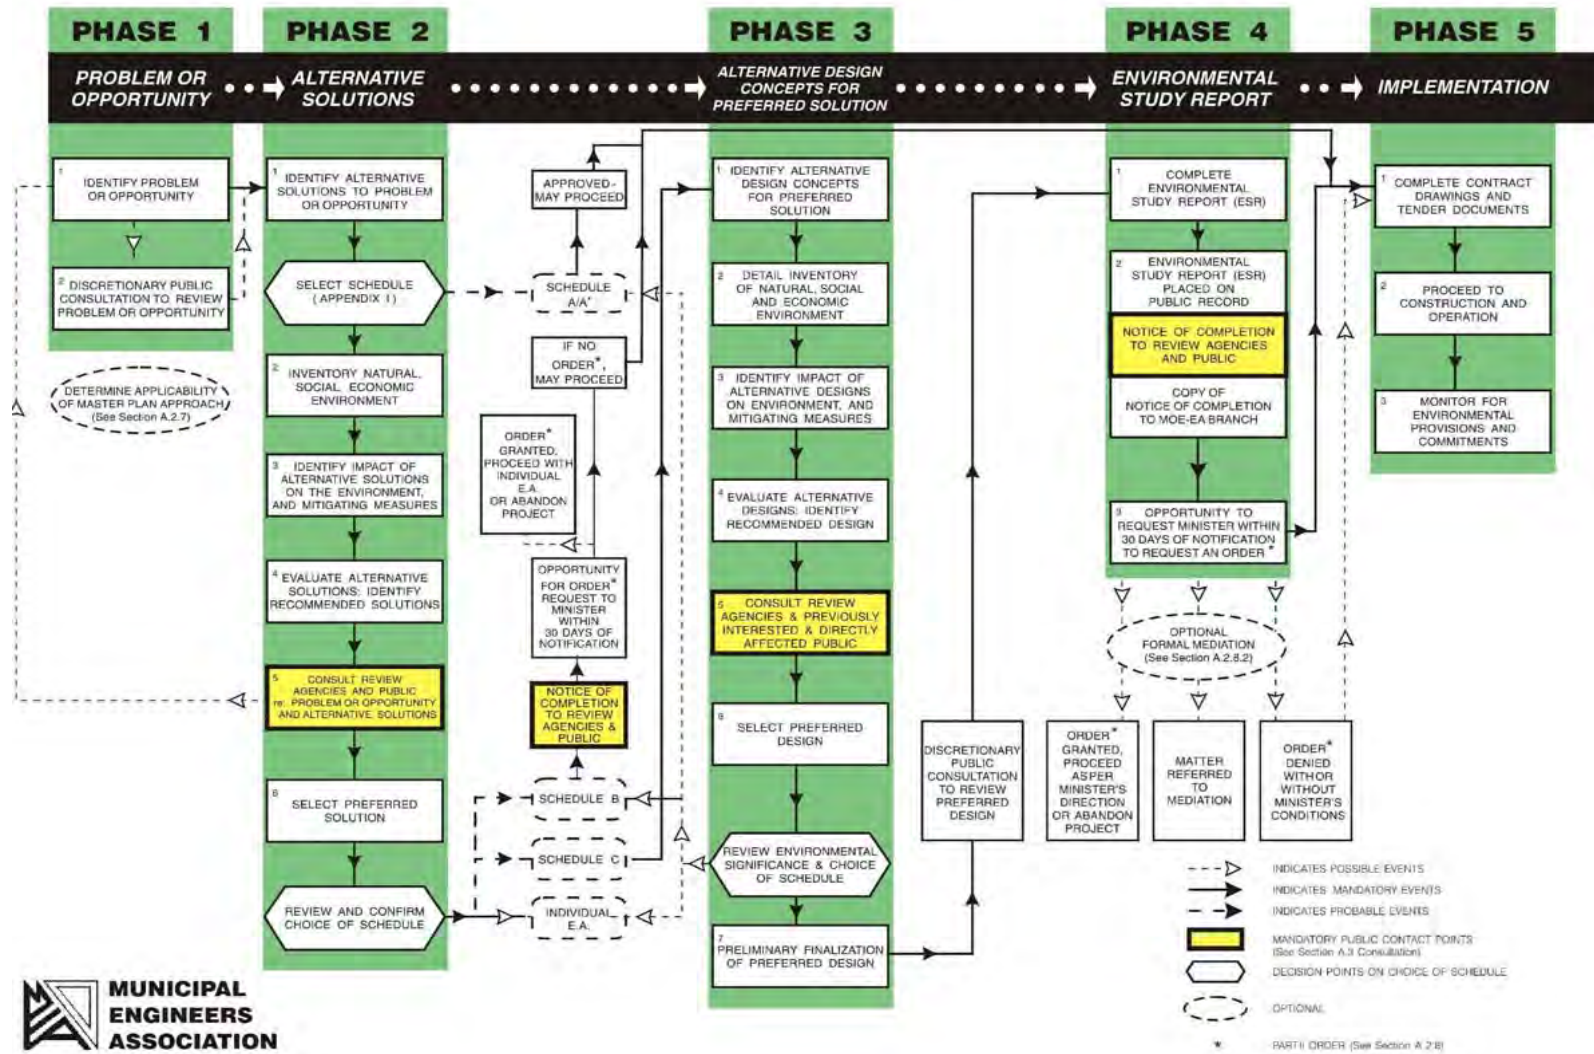 PHASE 1
PHASE 2
PHASE 3
PHASE 4
PHASE 5
PROBLEM OR
OPPORTUNITY
ALTERNATIVE
SOLUTIONS
ALTERNATIVE DESIGN
CONCEPTS FOR
PREFERRED SOLUTION
ENVIRONMENTAL
STUDY REPORT
IMPLEMENTATION
1
IDENTIFY PROBLEM
OR OPPORTUNITY
2 DISCRETIONARY PUBLIC
CONSULTATION TO REVIEW
PROBLEM OR OPPORTUNITY
DETERMINE APPLICABILITY
OF MASTER PLAN APPROACH
(See Section A.2.7)
1
IDENTIFY ALTERNATIVE
SOLUTIONS TO PROBLEM
OR OPPORTUNITY
SELECT SCHEDULE
(APPENDIX I)
2
INVENTORY NATURAL,
SOCIAL, ECONOMIC
ENVIRONMENT
3 IDENTIFY IMPACT OF
ALTERNATIVE SOLUTIONS
ON THE ENVIRONMENT,
AND MITIGATING MEASURES
4 EVALUATE ALTERNATIVE
SOLUTIONS: IDENTIFY
RECOMMENDED SOLUTIONS
5
CONSULT REVIEW
AGENCIES AND PUBLIC
re: PROBLEM OR OPPORTUNITY
AND ALTERNATIVE SOLUTIONS
6
SELECT PREFERRED
SOLUTION
REVIEW AND CONFIRM
CHOICE OF SCHEDULE
APPROVED-
MAY PROCEED
SCHEDULE
A/A+
IF NO
ORDER*,
MAY PROCEED
ORDER*
GRANTED,
PROCEED WITH
INDIVIDUAL
E.A.
OR ABANDON
PROJECT
OPPORTUNITY
FOR ORDER*
REQUEST TO
MINISTER
WITHIN
30 DAYS OF
NOTIFICATION
NOTICE OF
COMPLETION
TO REVIEW
AGENCIES &
PUBLIC
SCHEDULE B
SCHEDULE C
INDIVIDUAL
E.A.
1
IDENTIFY ALTERNATIVE
DESIGN CONCEPTS
FOR PREFERRED
SOLUTION
2
DETAIL INVENTORY
OF NATURAL, SOCIAL
AND ECONOMIC
ENVIRONMENT
3
IDENTIFY IMPACT OF
ALTERNATIVE DESIGNS
ON ENVIRONMENT, AND
MITIGATING MEASURES
4
EVALUATE ALTERNATIVE
DESIGNS: IDENTIFY
RECOMMENDED DESIGN
5
CONSULT REVIEW
AGENCIES & PREVIOUSLY
INTERESTED & DIRECTLY
AFFECTED PUBLIC
6
SELECT PREFERRED
DESIGN
REVIEW ENVIRONMENTAL
SIGNIFICANCE & CHOICE
OF SCHEDULE
7
PRELIMINARY FINALIZATION
OF PREFERRED DESIGN
DISCRETIONARY
PUBLIC
CONSULTATION
TO REVIEW
PREFERRED
DESIGN
1
COMPLETE
ENVIRONMENTAL
STUDY REPORT (ESR)
2
ENVIRONMENTAL
STUDY REPORT (ESR)
PLACED ON
PUBLIC RECORD
NOTICE OF COMPLETION
TO REVIEW AGENCIES
AND PUBLIC
COPY OF
NOTICE OF COMPLETION
TO MOE-EA BRANCH
3
OPPORTUNITY TO
REQUEST MINISTER WITHIN
30 DAYS OF NOTIFICATION
TO REQUEST AN ORDER*
OPTIONAL
FORMAL MEDIATION
(See Section A.2.8.2)
ORDER*
GRANTED,
PROCEED
AS PER
MINISTER'S
DIRECTION
OR ABANDON
PROJECT
MATTER
REFERRED
TO
MEDIATION
ORDER*
DENIED
WITH OR
WITHOUT
MINISTER'S
CONDITIONS
1
COMPLETE CONTRACT
DRAWINGS AND
TENDER DOCUMENTS
2
PROCEED TO
CONSTRUCTION AND
OPERATION
3
MONITOR FOR
ENVIRONMENTAL
PROVISIONS AND
COMMITMENTS
INDICATES POSSIBLE EVENTS
INDICATES MANDATORY EVENTS
INDICATES PROBABLE EVENTS
MANDATORY PUBLIC CONTACT POINTS
(See Section A.3 Consultation)
DECISION POINTS ON CHOICE OF SCHEDULE
OPTIONAL
* PART II ORDER (See Section A.2.8)
MUNICIPAL
ENGINEERS
ASSOCIATION